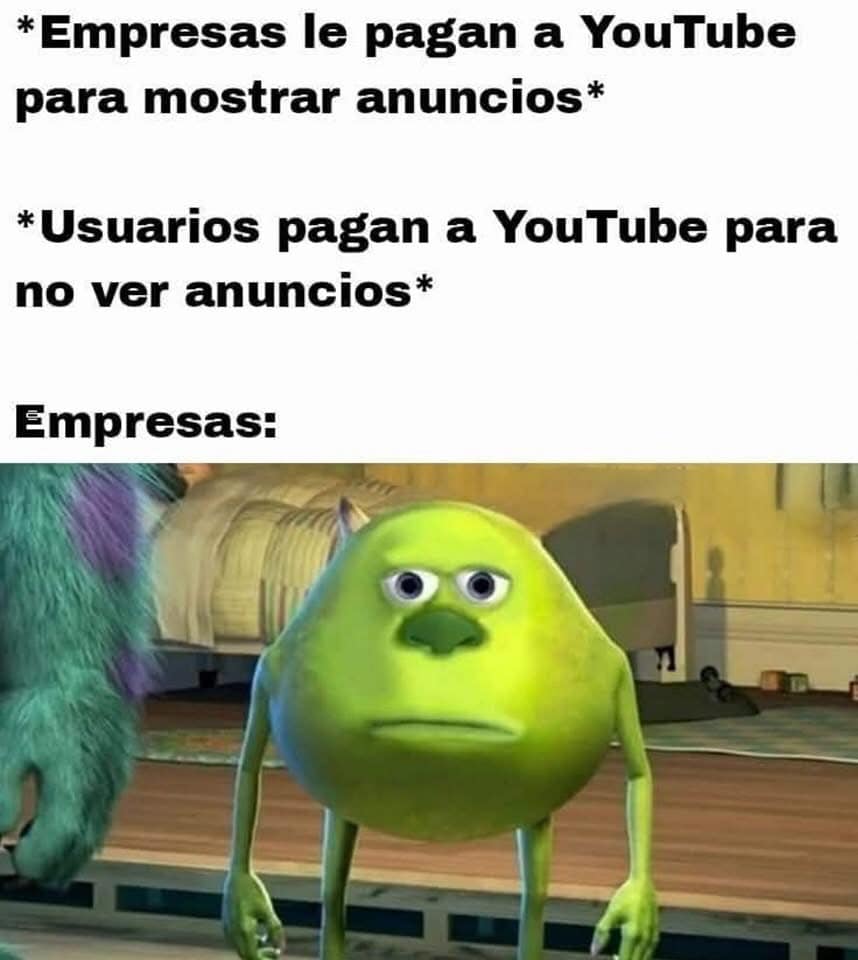 *Empresas le pagan a YouTube
para mostrar anuncios*
*Usuarios pagan a YouTube para
no ver anuncios*
Empresas: